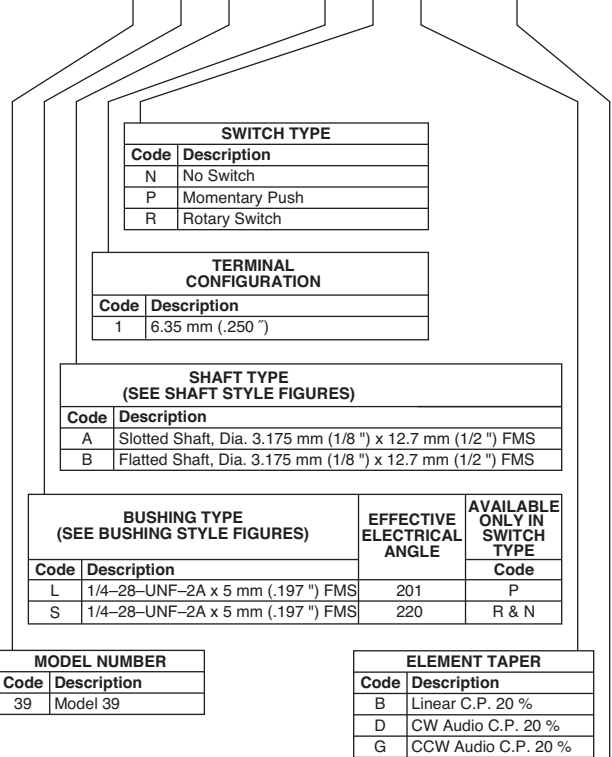 SWITCH TYPE
Code Description
N No Switch
P Momentary Push
R Rotary Switch
TERMINAL
CONFIGURATION
Code Description
1 6.35 mm (.250 ˝)
SHAFT TYPE
(SEE SHAFT STYLE FIGURES)
Code Description
A Slotted Shaft, Dia. 3.175 mm (1/8 ") x 12.7 mm (1/2 ") FMS
B Flatted Shaft, Dia. 3.175 mm (1/8 ") x 12.7 mm (1/2 ") FMS
BUSHING TYPE
(SEE BUSHING STYLE FIGURES)
EFFECTIVE
ELECTRICAL
ANGLE
AVAILABLE
ONLY IN
SWITCH
TYPE
Code Description Code
L 1/4–28–UNF–2A x 5 mm (.197 ") FMS 201 P
S 1/4–28–UNF–2A x 5 mm (.197 ") FMS 220 R & N
MODEL NUMBER
Code Description
39 Model 39
ELEMENT TAPER
Code Description
B Linear C.P. 20 %
D CW Audio C.P. 20 %
G CCW Audio C.P. 20 %